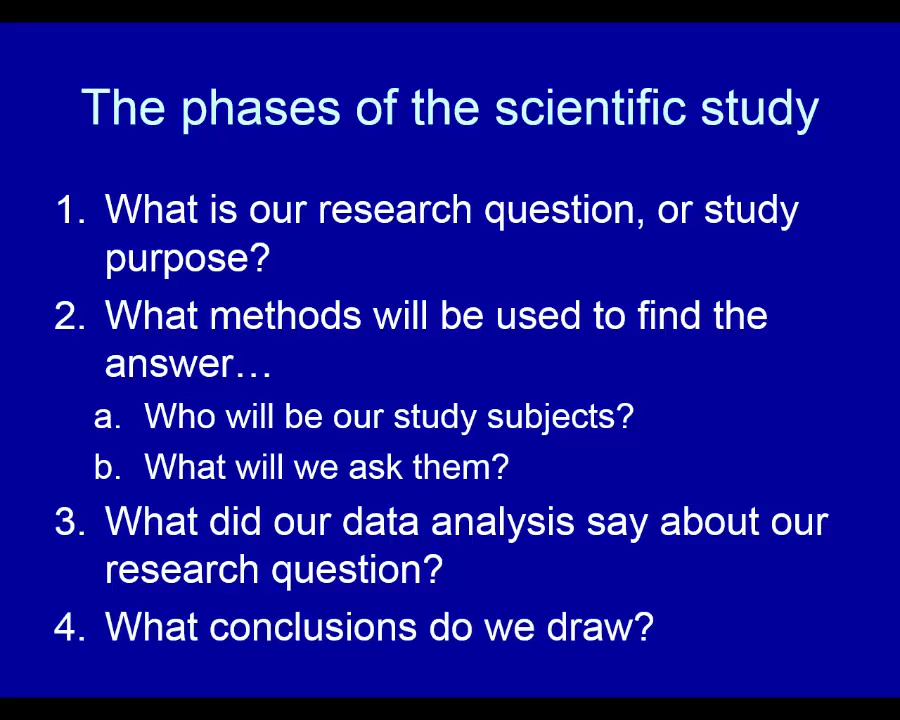 The phases of the scientific study
1. What is our research question, or study
purpose?
2. What methods will be used to find the
answer…
a. Who will be our study subjects?
b. What will we ask them?
3. What did our data analysis say about our
research question?
4. What conclusions do we draw?